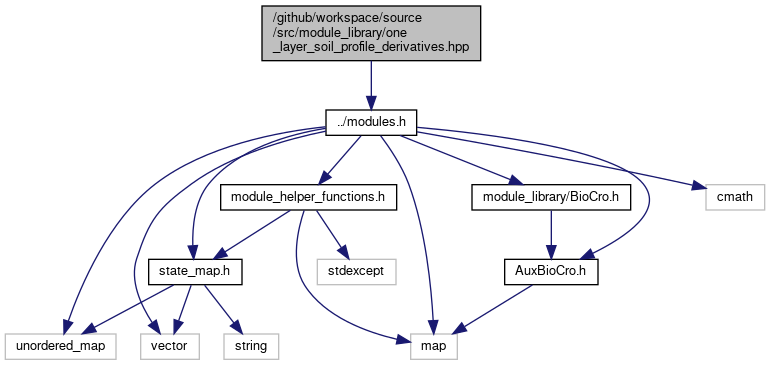 /github/workspace/source
/src/module_library/one
_layer_soil_profile_derivatives.hpp
../modules.h
module_helper_functions.h
module_library/BioCro.h
cmath
state_map.h
stdexcept
AuxBioCro.h
unordered_map
vector
string
map